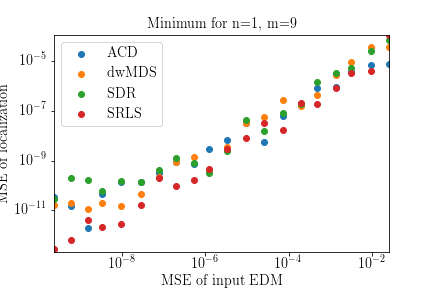 Minimum for n=1, m=9
ACD
dwMDS
SDR
SRLS
10⁻⁵
10⁻⁷
10⁻⁹
10⁻¹¹
MSE of localization
10⁻⁸
10⁻⁶
10⁻⁴
10⁻²
MSE of input EDM